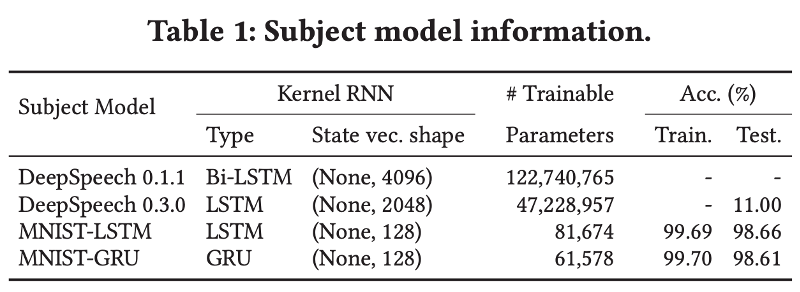 Table 1: Subject model information.
Subject Model Kernel RNN # Trainable Acc. (%)
Type State vec. shape Parameters Train. Test.
DeepSpeech 0.1.1 Bi-LSTM (None, 4096) 122,740,765 - -
DeepSpeech 0.3.0 LSTM (None, 2048) 47,228,957 - 11.00
MNIST-LSTM LSTM (None, 128) 81,674 99.69 98.66
MNIST-GRU GRU (None, 128) 61,578 99.70 98.61